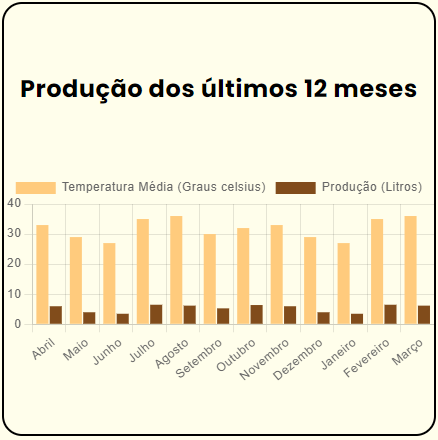 Produção dos últimos 12 meses
Temperatura Média (Graus celsius) Produção (Litros)
40
30
20
10
0
Abril Maio Junho Julho Agosto Setembro Outubro Novembro Dezembro Janeiro Fevereiro Março